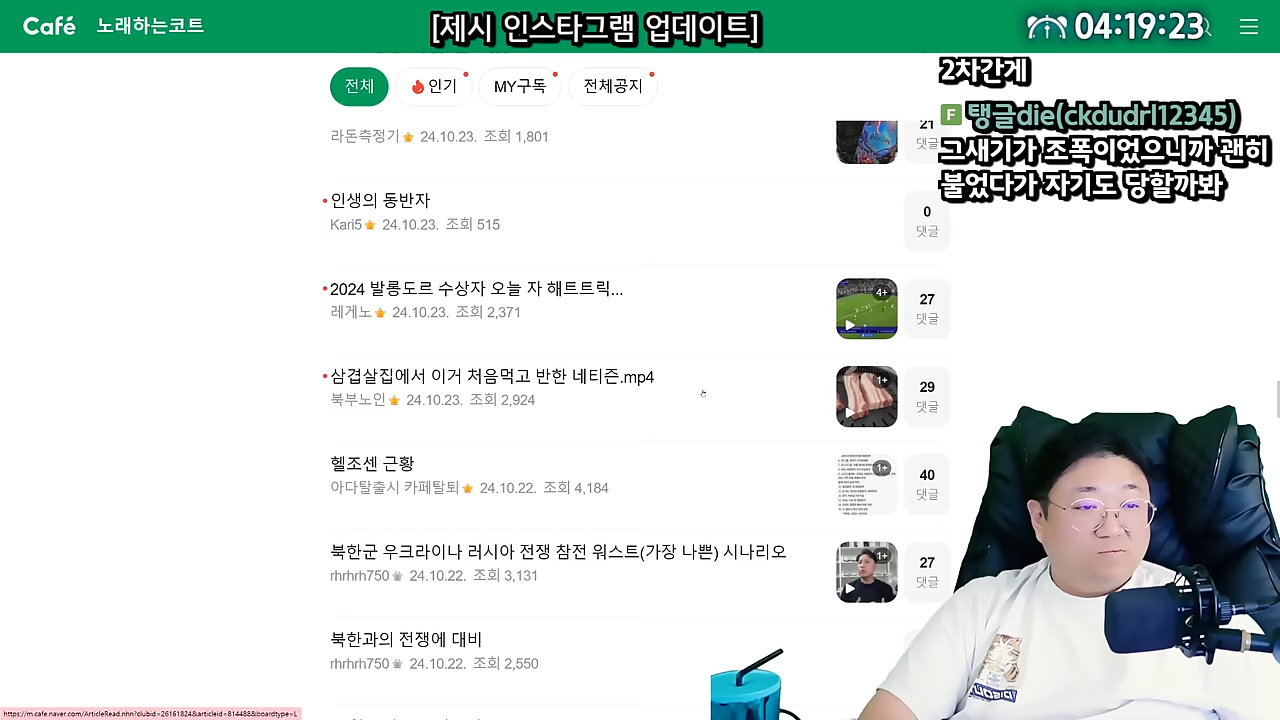 Café 노래하는코트
[제시 인스타그램 업데이트]
04:19:23
전체
인기
MY구독
전체공지
2차간게
F 탱글die(ckdudrl12345)
그새기가 조폭이었으니까 괜히
불었다가 자기도 당할까봐
라돈측정기 24.10.23. 조회 1,801
21
댓글
인생의 동반자
Kari5 24.10.23. 조회 515
0
댓글
2024 발롱도르 수상자 오늘 자 해트트릭...
레게노 24.10.23. 조회 2,371
4+
27
댓글
삼겹살집에서 이거 처음먹고 반한 네티즌.mp4
북부노인 24.10.23. 조회 2,924
1+
29
댓글
헬조센 근황
아다탈출시 카페탈퇴 24.10.22. 조회 4,184
1+
40
댓글
북한군 우크라이나 러시아 전쟁 참전 워스트(가장 나쁜) 시나리오
rhrhrh750 24.10.22. 조회 3,131
1+
27
댓글
북한과의 전쟁에 대비
rhrhrh750 24.10.22. 조회 2,550
https://m.cafe.naver.com/ArticleRead.nhn?clubid=26161824&articleid=814488&boardtype=L